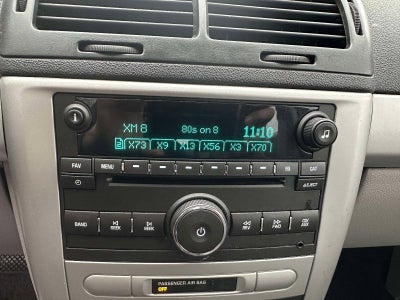 XM 8 80s on 8 11:10
X73 X9 X13 X56 X3 X70
FAV MENU CAT
EJECT
BAND SEEK SEEK REV FWD
PASSENGER AIR BAG
OFF